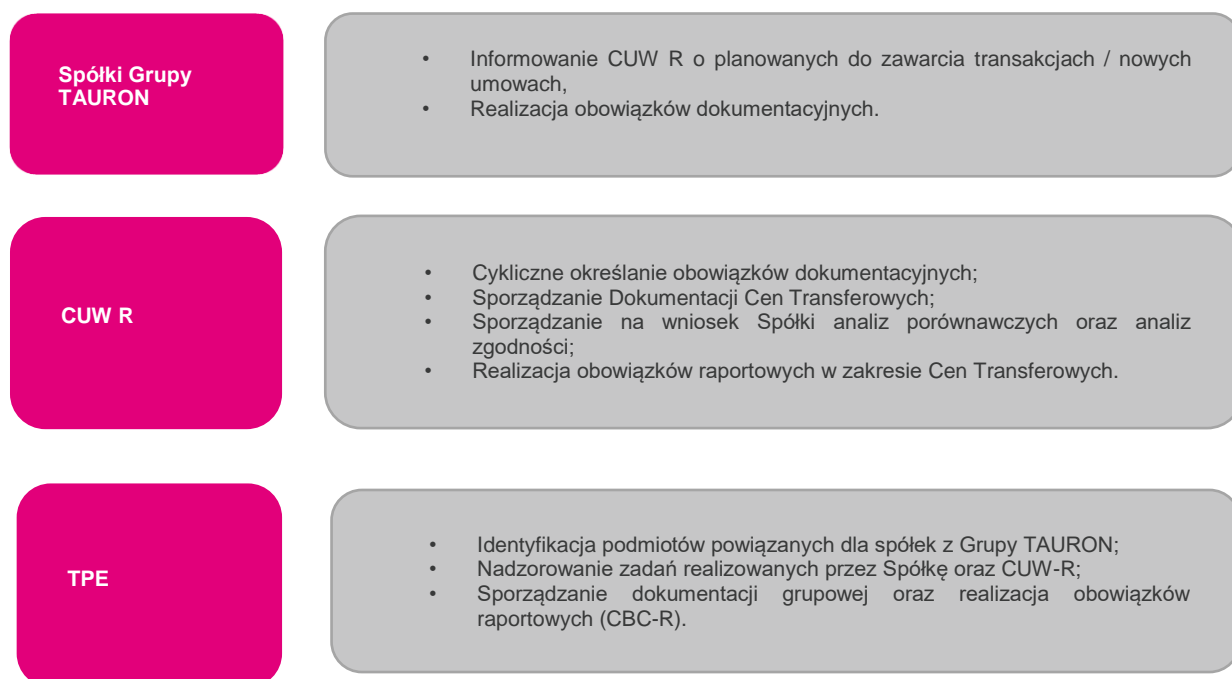 Spółki Grupy
TAURON
• Informowanie CUW R o planowanych do zawarcia transakcjach / nowych
umowach,
• Realizacja obowiązków dokumentacyjnych.
CUW R
• Cykliczne określanie obowiązków dokumentacyjnych;
• Sporządzanie Dokumentacji Cen Transferowych;
• Sporządzanie na wniosek Spółki analiz porównawczych oraz analiz
zgodności;
• Realizacja obowiązków raportowych w zakresie Cen Transferowych.
TPE
• Identyfikacja podmiotów powiązanych dla spółek z Grupy TAURON;
• Nadzorowanie zadań realizowanych przez Spółkę oraz CUW-R;
• Sporządzanie dokumentacji grupowej oraz realizacja obowiązków
raportowych (CBC-R).